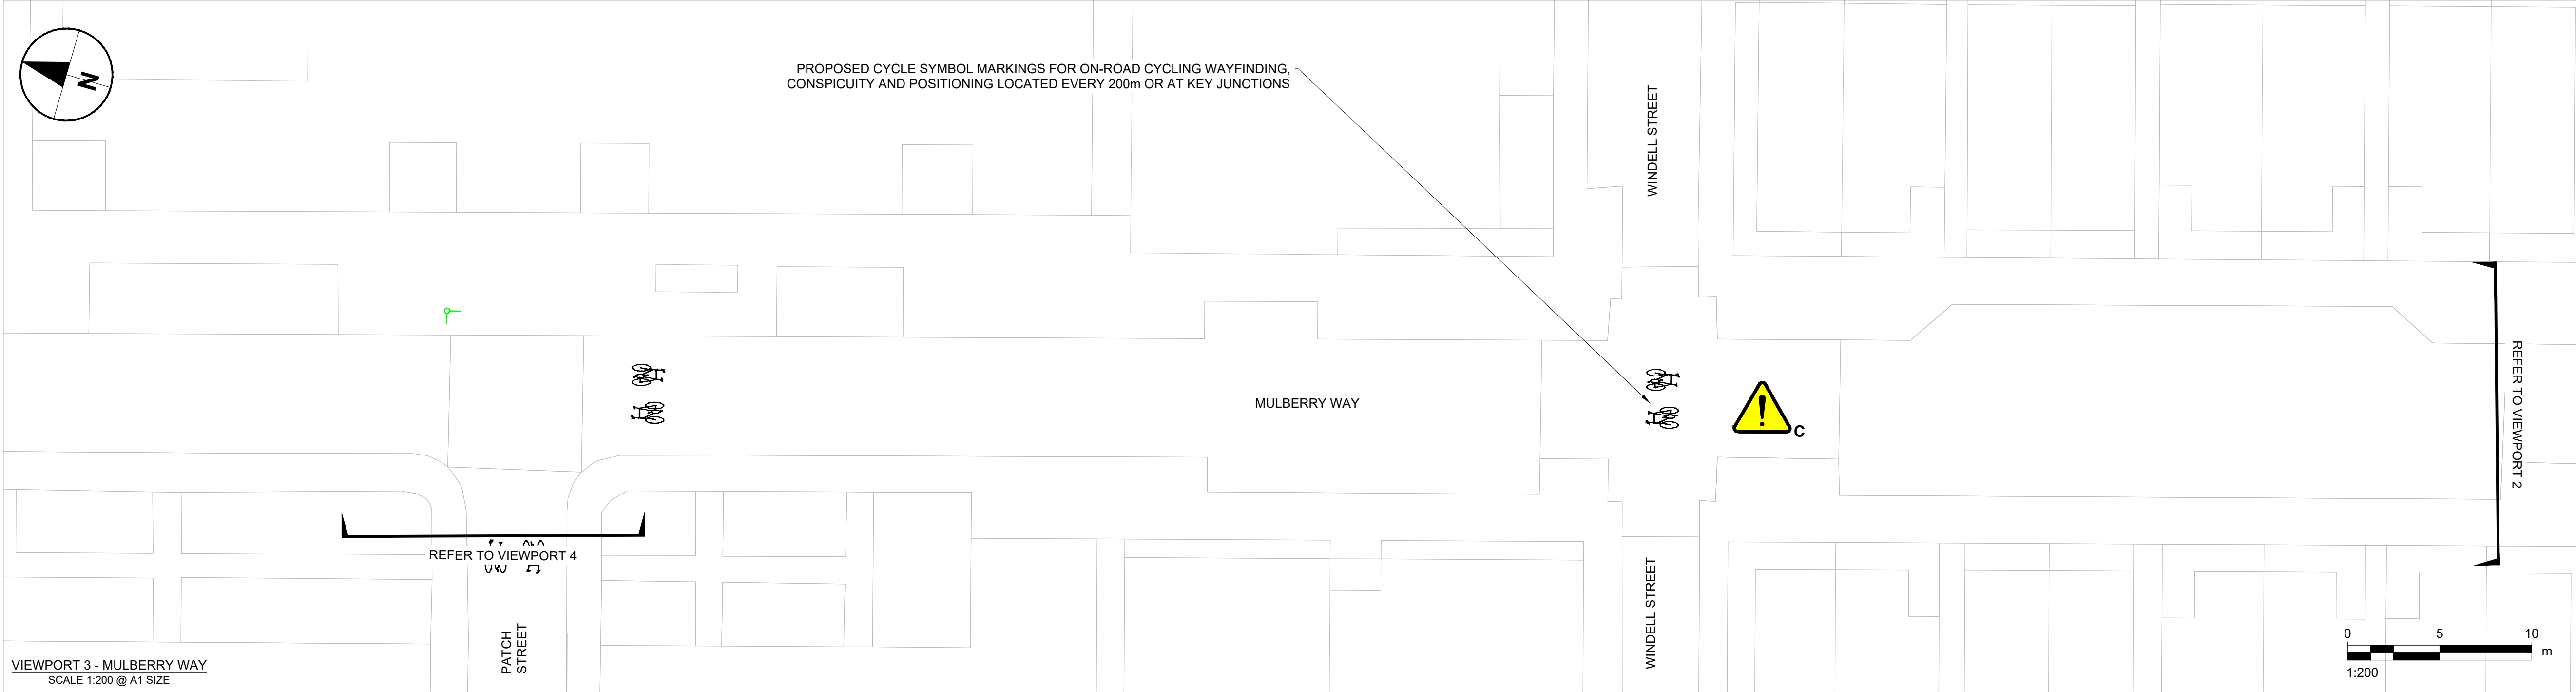 N
PROPOSED CYCLE SYMBOL MARKINGS FOR ON-ROAD CYCLING WAYFINDING,
CONSPICUITY AND POSITIONING LOCATED EVERY 200m OR AT KEY JUNCTIONS
WINDELL STREET
MULBERRY WAY
!
C
REFER TO VIEWPORT 2
REFER TO VIEWPORT 4
PATCH
STREET
WINDELL STREET
0 5 10
m
1:200
VIEWPORT 3 - MULBERRY WAY
SCALE 1:200 @ A1 SIZE